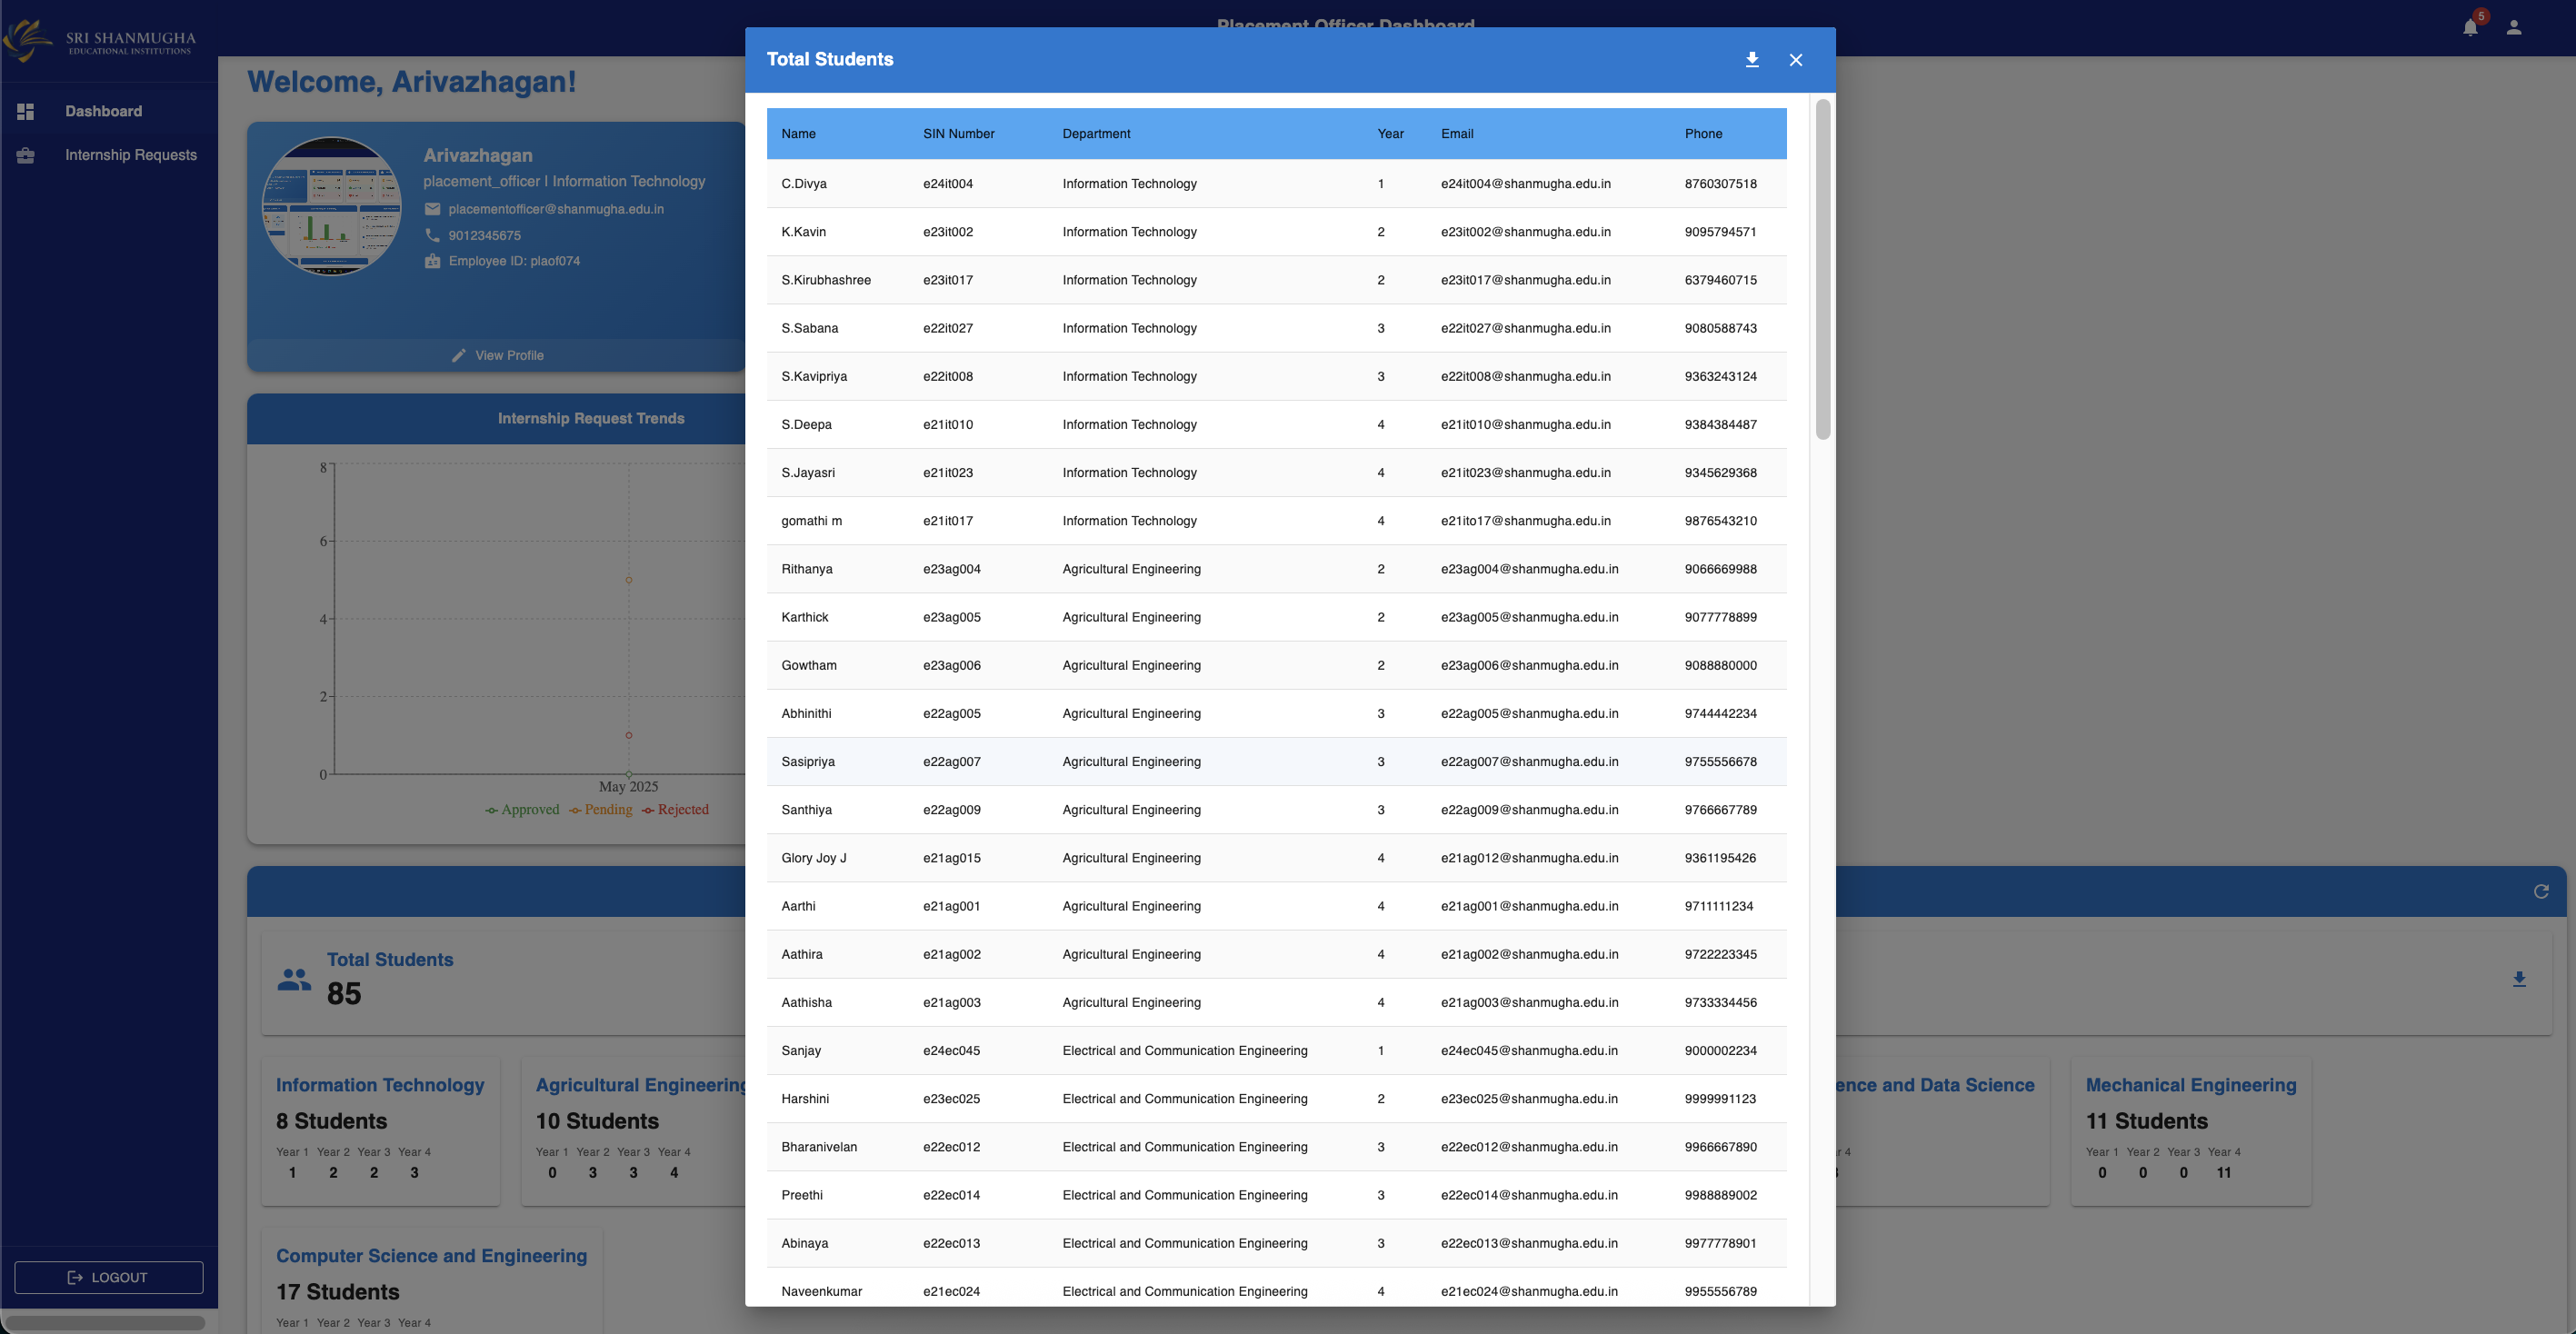 SRI SHANMUGHA
EDUCATIONAL INSTITUTIONS
Dashboard
Internship Requests
LOGOUT
Placement Officer Dashboard
5
Welcome, Arivazhagan!
Arivazhagan
placement_officer | Information Technology
placementofficer@shanmugha.edu.in
9012345675
Employee ID: plaof074
View Profile
Internship Request Trends
8
6
4
2
0
May 2025
Approved Pending Rejected
Total Students
85
Information Technology
8 Students
Year 1 Year 2 Year 3 Year 4
1 2 2 3
Agricultural Engineering
10 Students
Year 1 Year 2 Year 3 Year 4
0 3 3 4
ence and Data Science
4
Mechanical Engineering
11 Students
Year 1 Year 2 Year 3 Year 4
0 0 0 11
Computer Science and Engineering
17 Students
Year 1 Year 2 Year 3 Year 4
Total Students
Name SIN Number Department Year Email Phone
C.Divya e24it004 Information Technology 1 e24it004@shanmugha.edu.in 8760307518
K.Kavin e23it002 Information Technology 2 e23it002@shanmugha.edu.in 9095794571
S.Kirubhashree e23it017 Information Technology 2 e23it017@shanmugha.edu.in 6379460715
S.Sabana e22it027 Information Technology 3 e22it027@shanmugha.edu.in 9080588743
S.Kavipriya e22it008 Information Technology 3 e22it008@shanmugha.edu.in 9363243124
S.Deepa e21it010 Information Technology 4 e21it010@shanmugha.edu.in 9384384487
S.Jayasri e21it023 Information Technology 4 e21it023@shanmugha.edu.in 9345629368
gomathi m e21it017 Information Technology 4 e21ito17@shanmugha.edu.in 9876543210
Rithanya e23ag004 Agricultural Engineering 2 e23ag004@shanmugha.edu.in 9066669988
Karthick e23ag005 Agricultural Engineering 2 e23ag005@shanmugha.edu.in 9077778899
Gowtham e23ag006 Agricultural Engineering 2 e23ag006@shanmugha.edu.in 9088880000
Abhinithi e22ag005 Agricultural Engineering 3 e22ag005@shanmugha.edu.in 9744442234
Sasipriya e22ag007 Agricultural Engineering 3 e22ag007@shanmugha.edu.in 9755556678
Santhiya e22ag009 Agricultural Engineering 3 e22ag009@shanmugha.edu.in 9766667789
Glory Joy J e21ag015 Agricultural Engineering 4 e21ag012@shanmugha.edu.in 9361195426
Aarthi e21ag001 Agricultural Engineering 4 e21ag001@shanmugha.edu.in 9711111234
Aathira e21ag002 Agricultural Engineering 4 e21ag002@shanmugha.edu.in 9722223345
Aathisha e21ag003 Agricultural Engineering 4 e21ag003@shanmugha.edu.in 9733334456
Sanjay e24ec045 Electrical and Communication Engineering 1 e24ec045@shanmugha.edu.in 9000002234
Harshini e23ec025 Electrical and Communication Engineering 2 e23ec025@shanmugha.edu.in 9999991123
Bharanivelan e22ec012 Electrical and Communication Engineering 3 e22ec012@shanmugha.edu.in 9966667890
Preethi e22ec014 Electrical and Communication Engineering 3 e22ec014@shanmugha.edu.in 9988889002
Abinaya e22ec013 Electrical and Communication Engineering 3 e22ec013@shanmugha.edu.in 9977778901
Naveenkumar e21ec024 Electrical and Communication Engineering 4 e21ec024@shanmugha.edu.in 9955556789